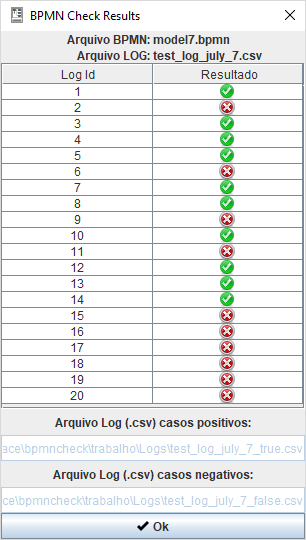 BPMN Check Results
Arquivo BPMN: model7.bpmn
Arquivo LOG: test_log_july_7.csv
Log Id Resultado
1
2
3
4
5
6
7
8
9
10
11
12
13
14
15
16
17
18
19
20
Arquivo Log (.csv) casos positivos:
ace\bpmncheck\trabalho\Logs\test_log_july_7_true.csv
Arquivo Log (.csv) casos negativos:
ce\bpmncheck\trabalho\Logs\test_log_july_7_false.csv
Ok